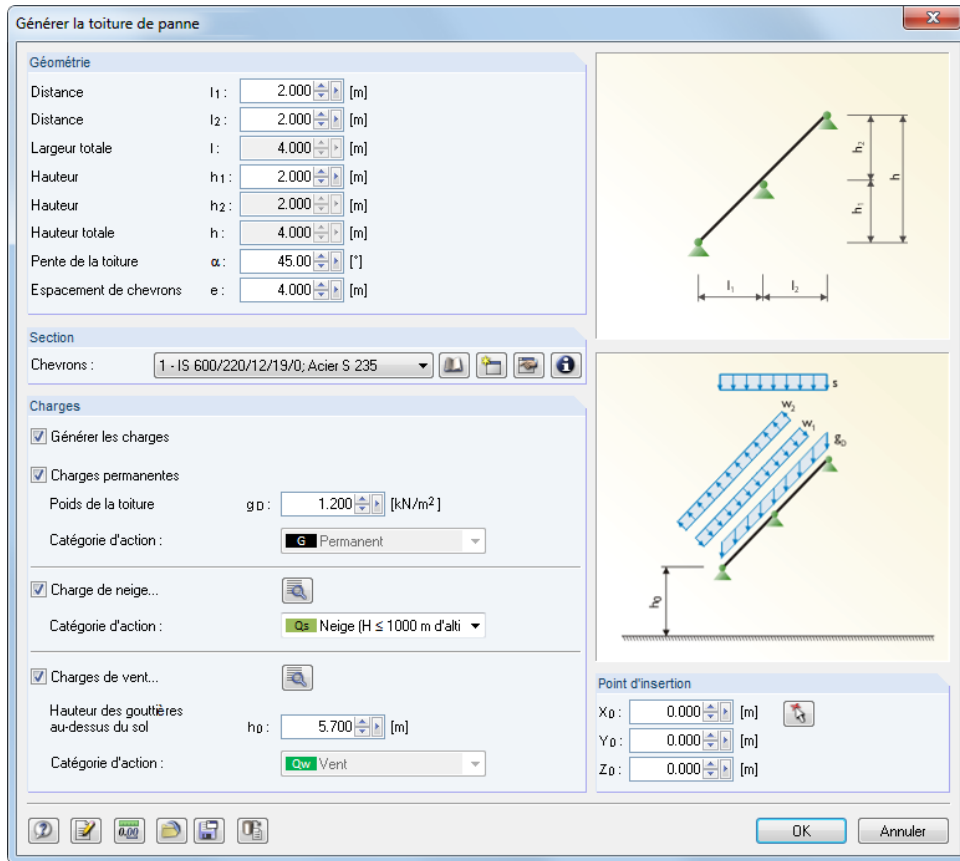 Générer la toiture de panne
Géométrie
Distance l1 : 2.000 [m]
Distance l2 : 2.000 [m]
Largeur totale l : 4.000 [m]
Hauteur h1 : 2.000 [m]
Hauteur h2 : 2.000 [m]
Hauteur totale h : 4.000 [m]
Pente de la toiture α : 45.00 [°]
Espacement de chevrons e : 4.000 [m]
h2
h
h1
l1 l2
Section
Chevrons : 1 - IS 600/220/12/19/0; Acier S 235
Charges
Générer les charges
Charges permanentes
Poids de la toiture gD : 1.200 [kN/m²]
Catégorie d'action : G Permanent
Charge de neige...
Catégorie d'action : Qs Neige (H ≤ 1000 m d'alti
Charges de vent...
Hauteur des gouttières
au-dessus du sol h0 : 5.700 [m]
Catégorie d'action : Qw Vent
s
w2
w1
gD
h0
Point d'insertion
X0 : 0.000 [m]
Y0 : 0.000 [m]
Z0 : 0.000 [m]
0.00
OK Annuler